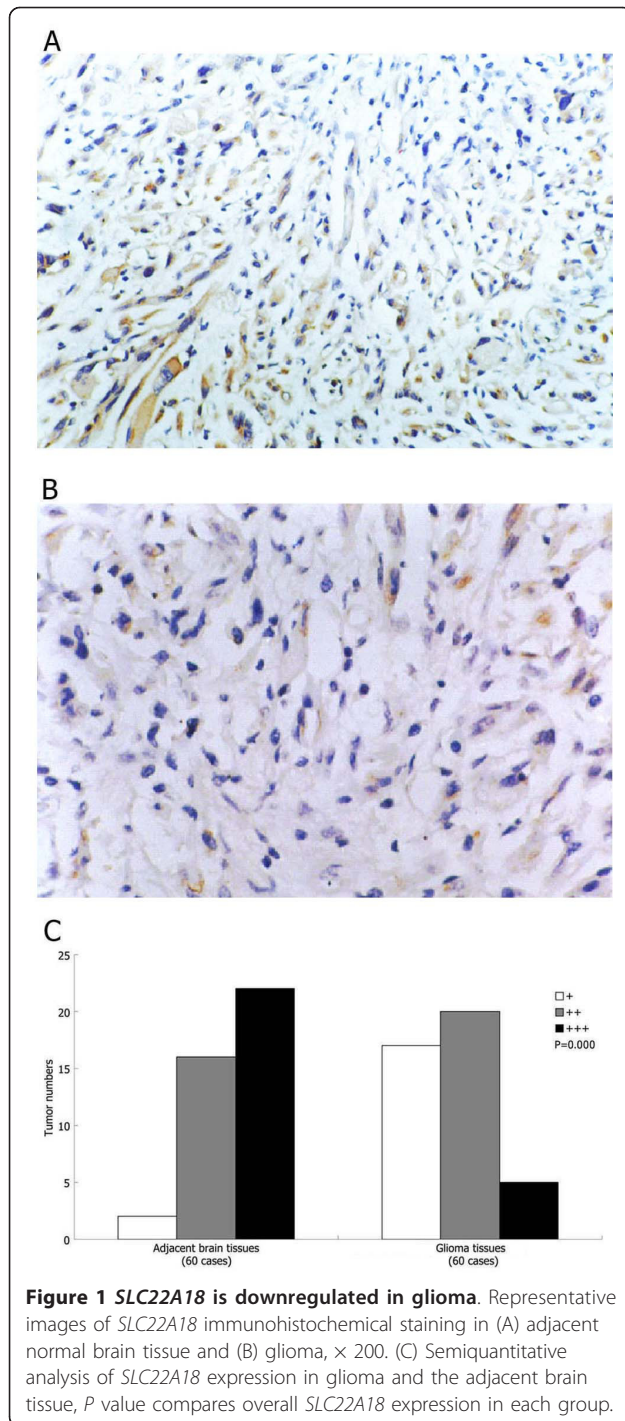 A
B
C
25
20
15
10
5
0
Tumor numbers
+
++
+++
P=0.000
Adjacent brain tissues
(60 cases)
Glioma tissues
(60 cases)
Figure 1 SLC22A18 is downregulated in glioma. Representative
images of SLC22A18 immunohistochemical staining in (A) adjacent
normal brain tissue and (B) glioma, × 200. (C) Semiquantitative
analysis of SLC22A18 expression in glioma and the adjacent brain
tissue, P value compares overall SLC22A18 expression in each group.